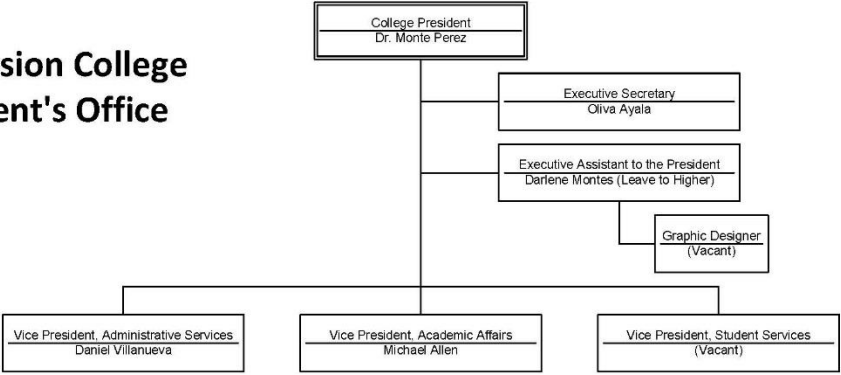 College President
Dr. Monte Perez
sion College
ent's Office
Executive Secretary
Oliva Ayala
Executive Assistant to the President
Darlene Montes (Leave to Higher)
Graphic Designer
(Vacant)
Vice President, Administrative Services
Daniel Villanueva
Vice President, Academic Affairs
Michael Allen
Vice President, Student Services
(Vacant)